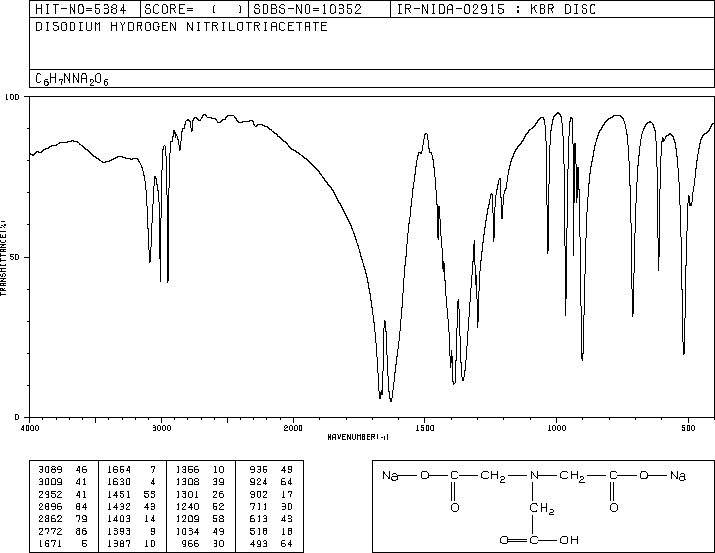 HIT-NO=5384 SCORE= ( ) SDBS-NO=10352 IR-NIDA-02915 : KBR DISC
DISODIUM HYDROGEN NITRILOTRIACETATE
C6H7NNA2O6
100
50
0
TRANSMITTANCE(%)
4000 3000 2000 1500 1000 500
WAVENUMBER(-1)
3089 46 1664 7 1366 10 936 49
3009 41 1630 4 1308 39 924 64
2952 41 1451 55 1301 26 902 17
2896 84 1432 43 1240 62 711 30
2862 79 1403 14 1209 58 613 43
2772 86 1393 9 1034 49 518 18
1671 5 1387 10 966 30 493 64
Na O C CH2 N CH2 C O Na
O CH2 O
O C OH